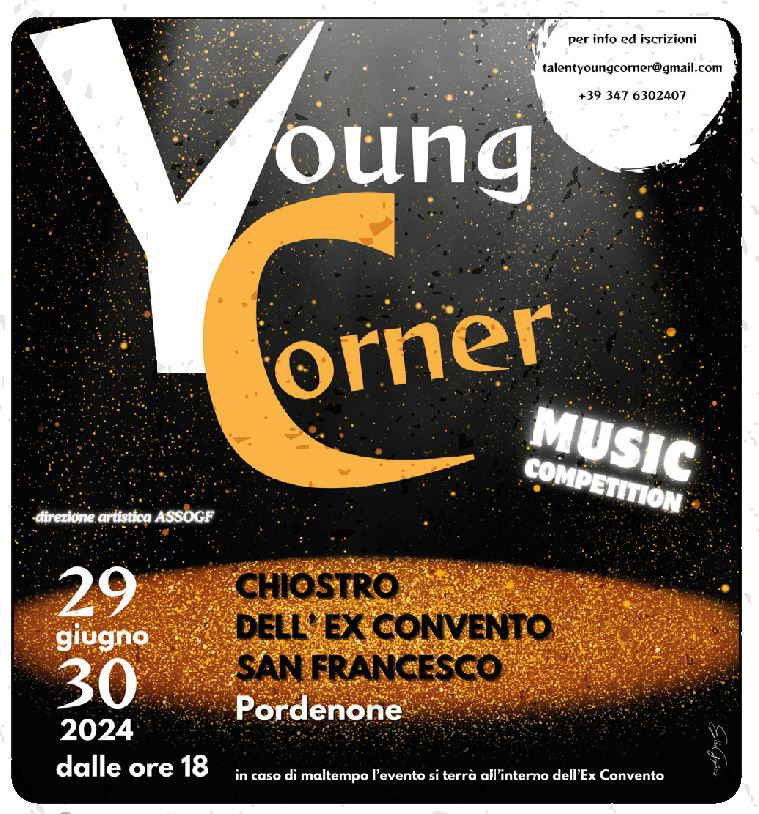 per info ed iscrizioni
talentyoungcorner@gmail.com
+39 347 6302407
Young
Corner
MUSIC
COMPETITION
direzione artistica ASSOGF
29
giugno
30
2024
dalle ore 18
CHIOSTRO
DELL' EX CONVENTO
SAN FRANCESCO
Pordenone
in caso di maltempo l'evento si terrà all'interno dell'Ex Convento